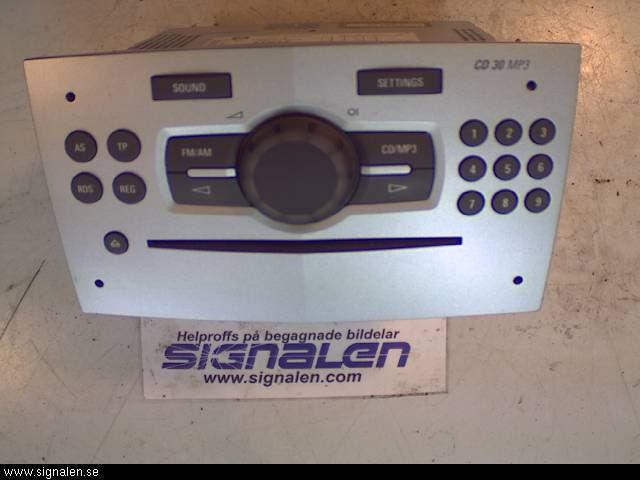 CD 30 MP3
SOUND
SETTINGS
AS
TP
FM/AM
CD/MP3
1 2 3
RDS
REG
4 5 6
7 8 9
Helproffs på begagnade bildelar
SIGNALEN
www.signalen.com
www.signalen.se